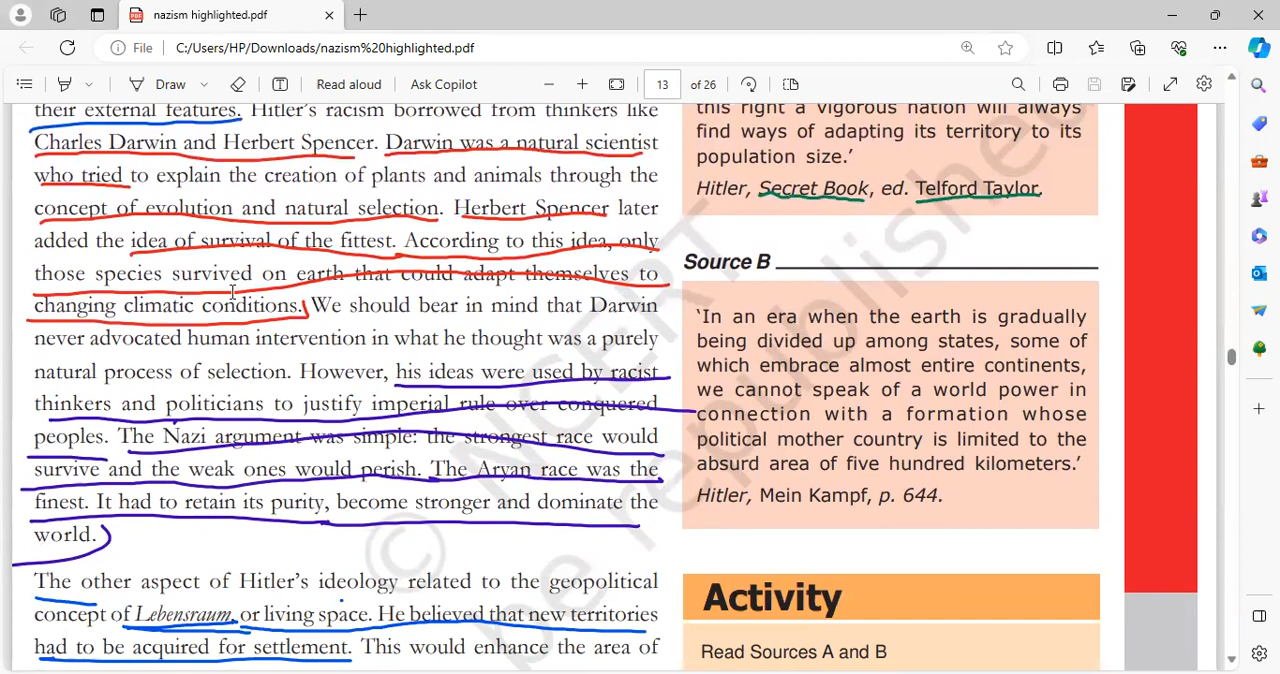 nazism highlighted.pdf
File
C:/Users/HP/Downloads/nazism%20highlighted.pdf
Draw
Read aloud
Ask Copilot
13
of 26
their external features. Hitler's racism borrowed from thinkers like
Charles Darwin and Herbert Spencer. Darwin was a natural scientist
who tried to explain the creation of plants and animals through the
concept of evolution and natural selection. Herbert Spencer later
added the idea of survival of the fittest. According to this idea, only
those species survived on earth that could adapt themselves to
changing climatic conditions. We should bear in mind that Darwin
never advocated human intervention in what he thought was a purely
natural process of selection. However, his ideas were used by racist
thinkers and politicians to justify imperial rule over conquered
peoples. The Nazi argument was simple: the strongest race would
survive and the weak ones would perish. The Aryan race was the
finest. It had to retain its purity, become stronger and dominate the
world.
The other aspect of Hitler's ideology related to the geopolitical
concept of Lebensraum, or living space. He believed that new territories
had to be acquired for settlement. This would enhance the area of
this right a vigorous nation will always
find ways of adapting its territory to its
population size.'
Hitler, Secret Book, ed. Telford Taylor.
Source B
'In an era when the earth is gradually
being divided up among states, some of
which embrace almost entire continents,
we cannot speak of a world power in
connection with a formation whose
political mother country is limited to the
absurd area of five hundred kilometers.'
Hitler, Mein Kampf, p. 644.
Activity
Read Sources A and B
© NCERT
be republished